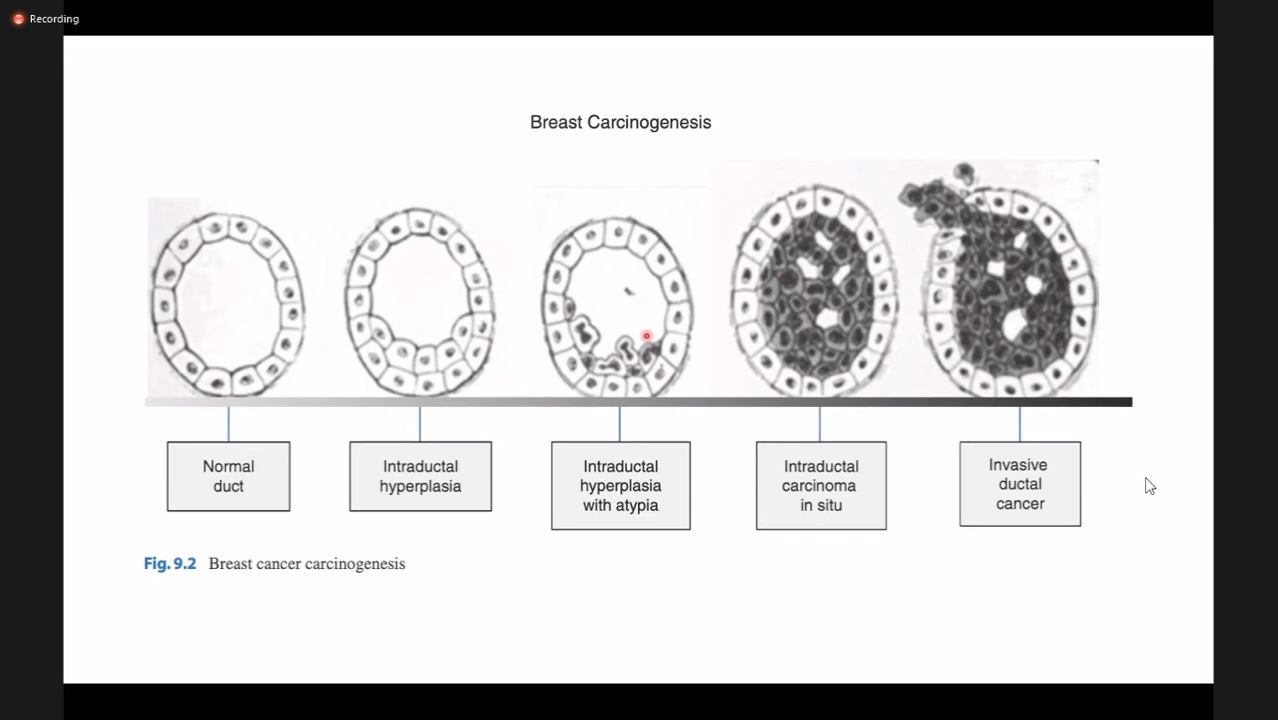 Recording
Breast Carcinogenesis
Normal
duct
Intraductal
hyperplasia
Intraductal
hyperplasia
with atypia
Intraductal
carcinoma
in situ
Invasive
ductal
cancer
Fig. 9.2 Breast cancer carcinogenesis